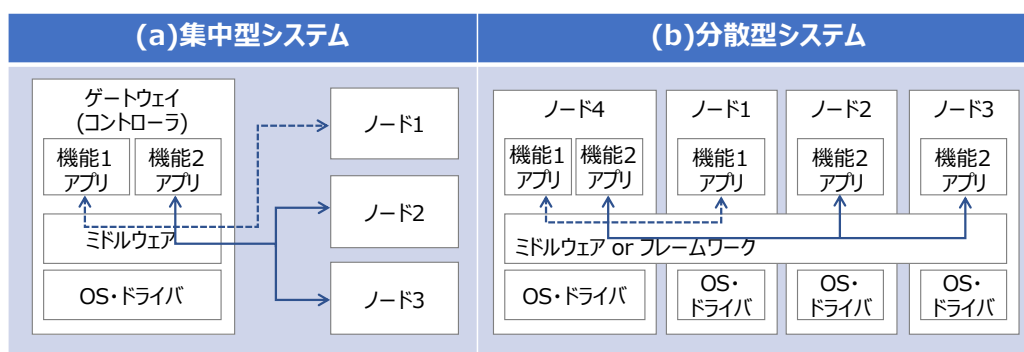 (a)集中型システム
ゲートウェイ
(コントローラ)
機能1
アプリ
機能2
アプリ
ミドルウェア
OS・ドライバ
ノード1
ノード2
ノード3
(b)分散型システム
ノード4
機能1
アプリ
機能2
アプリ
ノード1
機能1
アプリ
ノード2
機能2
アプリ
ノード3
機能2
アプリ
ミドルウェア or フレームワーク
OS・ドライバ
OS・
ドライバ
OS・
ドライバ
OS・
ドライバ